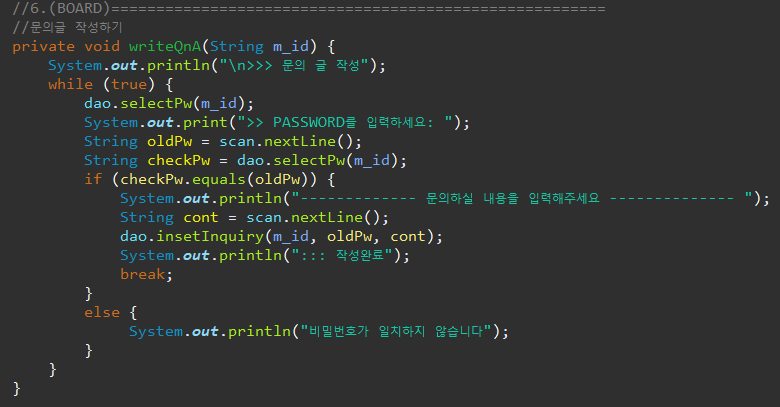 //6.(BOARD)=======================================================
//문의글 작성하기
private void writeQnA(String m_id) {
    System.out.println("\n>>> 문의 글 작성");
    while (true) {
        dao.selectPw(m_id);
        System.out.print(">> PASSWORD를 입력하세요: ");
        String oldPw = scan.nextLine();
        String checkPw = dao.selectPw(m_id);
        if (checkPw.equals(oldPw)) {
            System.out.println("------------- 문의하실 내용을 입력해주세요 -------------- ");
            String cont = scan.nextLine();
            dao.insetInquiry(m_id, oldPw, cont);
            System.out.println("::: 작성완료");
            break;
        }
        else {
             System.out.println("비밀번호가 일치하지 않습니다");
        }
    }
}